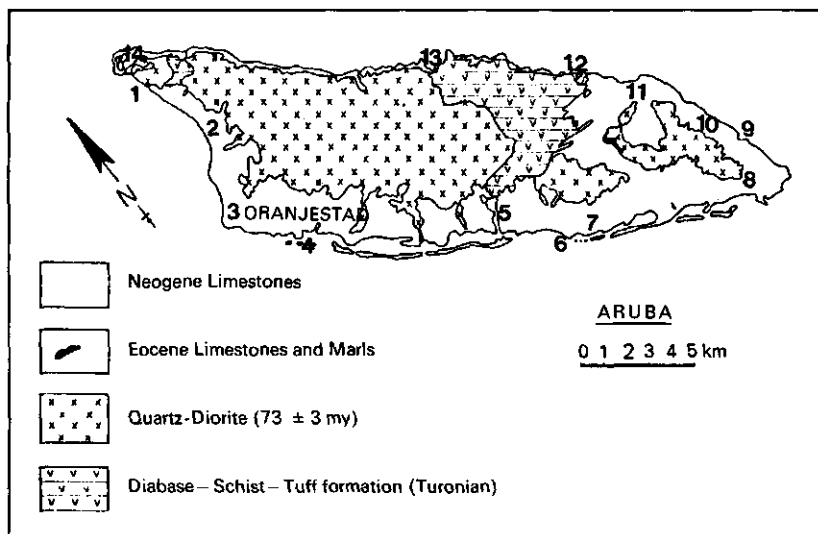 14
13
12
11
1
2
10
9
8
3 ORANJESTAD
5
7
4
6
Neogene Limestones
ARUBA
Eocene Limestones and Marls
0 1 2 3 4 5 km
Quartz-Diorite (73 ± 3 my)
Diabase – Schist – Tuff formation (Turonian)
N